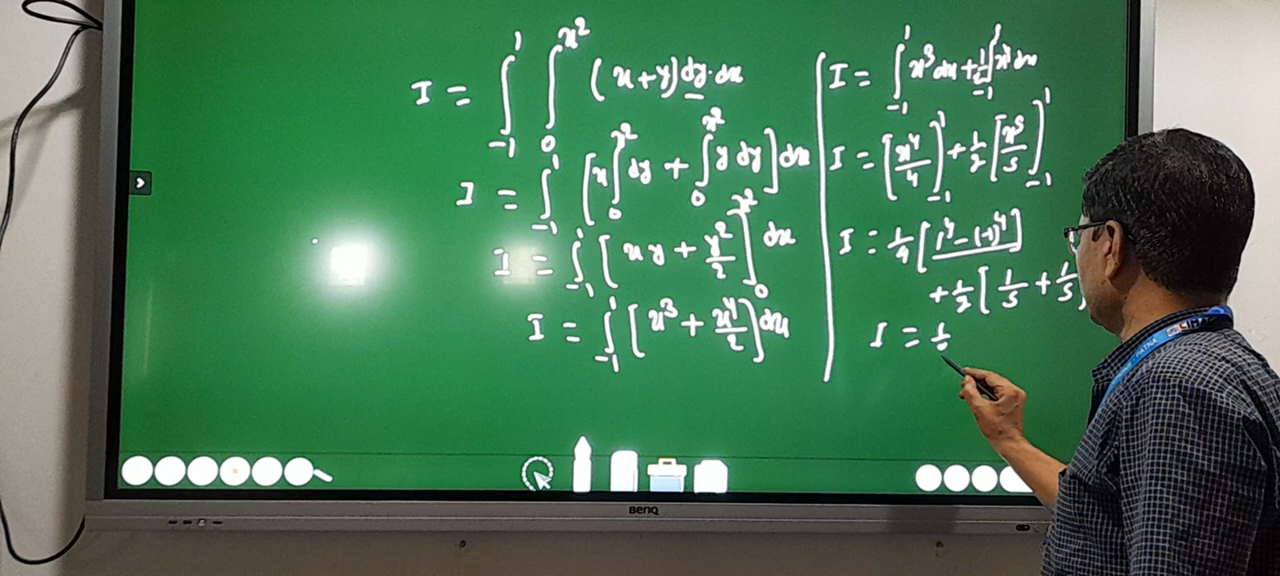 I = ∫_{-1}^{1} ∫_{0}^{x²} (x+y) dy·dx
I = ∫_{-1}^{1} [x ∫_{0}^{x²} dy + ∫_{0}^{x²} y dy] dx
I = ∫_{-1}^{1} [xy + y²/2]_{0}^{x²} dx
I = ∫_{-1}^{1} [x³ + x⁴/2] dx
I = ∫_{-1}^{1} x³ dx + 1/2 ∫_{-1}^{1} x⁴ dx
I = [x⁴/4]_{-1}^{1} + 1/2 [x⁵/5]_{-1}^{1}
I = 1/4 [1⁴ - (-1)⁴]
+ 1/2 [1/5 + 1/5
I = 1/
BENQ
PATNA